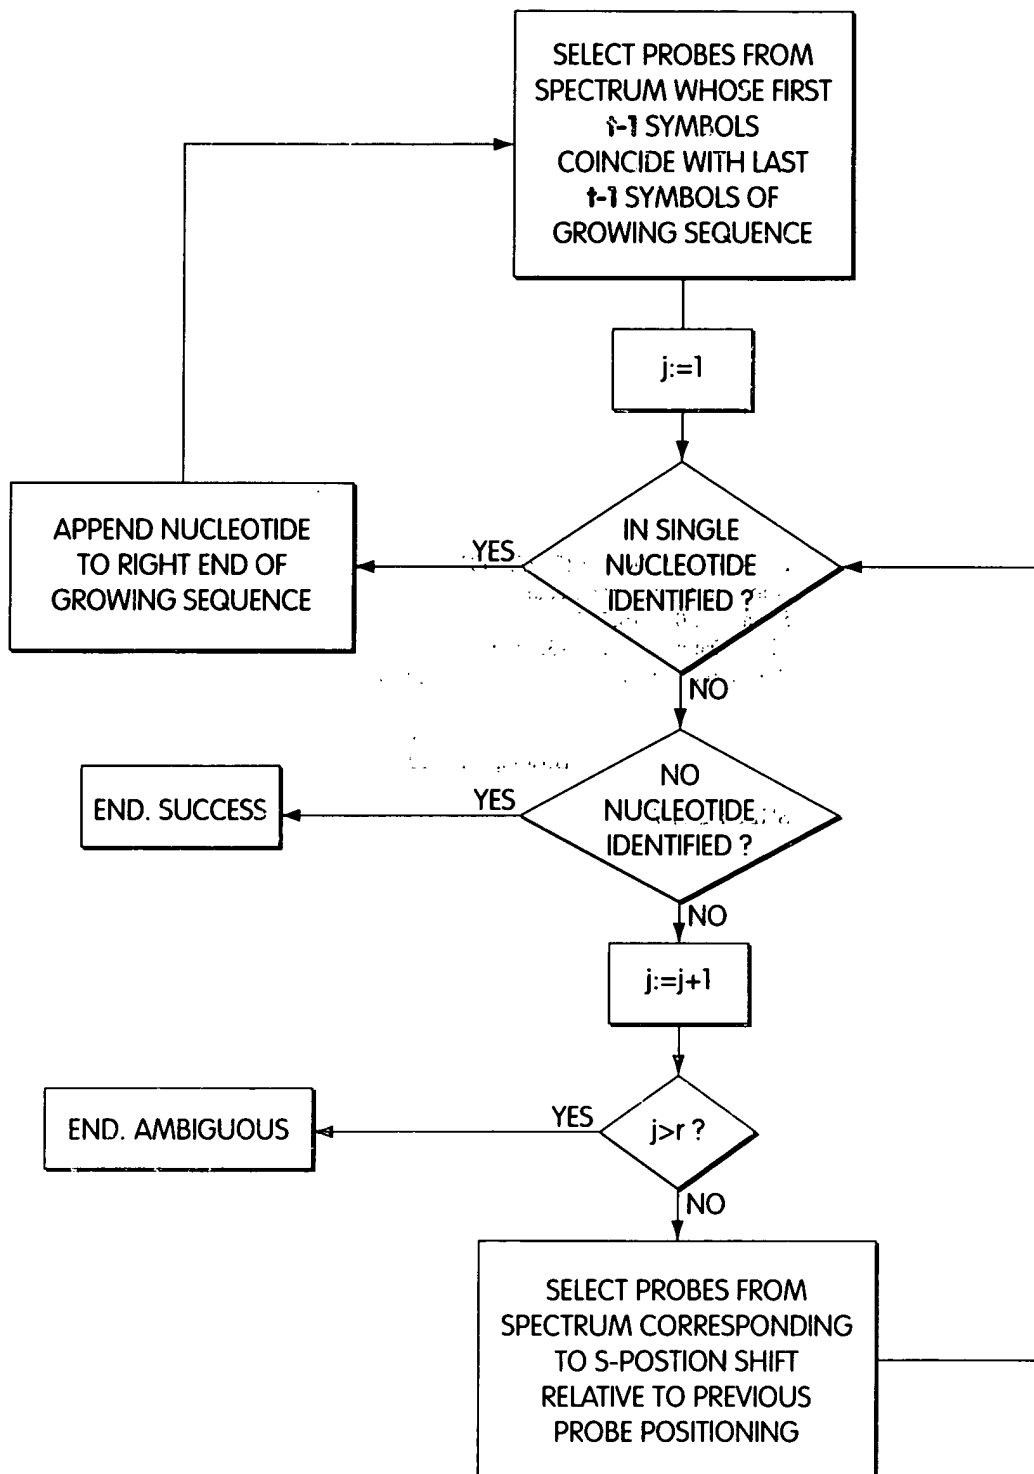 SELECT PROBES FROM
SPECTRUM WHOSE FIRST
t-1 SYMBOLS
COINCIDE WITH LAST
t-1 SYMBOLS OF
GROWING SEQUENCE
j:=1
IN SINGLE
NUCLEOTIDE
IDENTIFIED ?
YES
APPEND NUCLEOTIDE
TO RIGHT END OF
GROWING SEQUENCE
NO
NO
NUCLEOTIDE
IDENTIFIED ?
YES
END. SUCCESS
NO
j:=j+1
j>r ?
YES
END. AMBIGUOUS
NO
SELECT PROBES FROM
SPECTRUM CORRESPONDING
TO S-POSTION SHIFT
RELATIVE TO PREVIOUS
PROBE POSITIONING